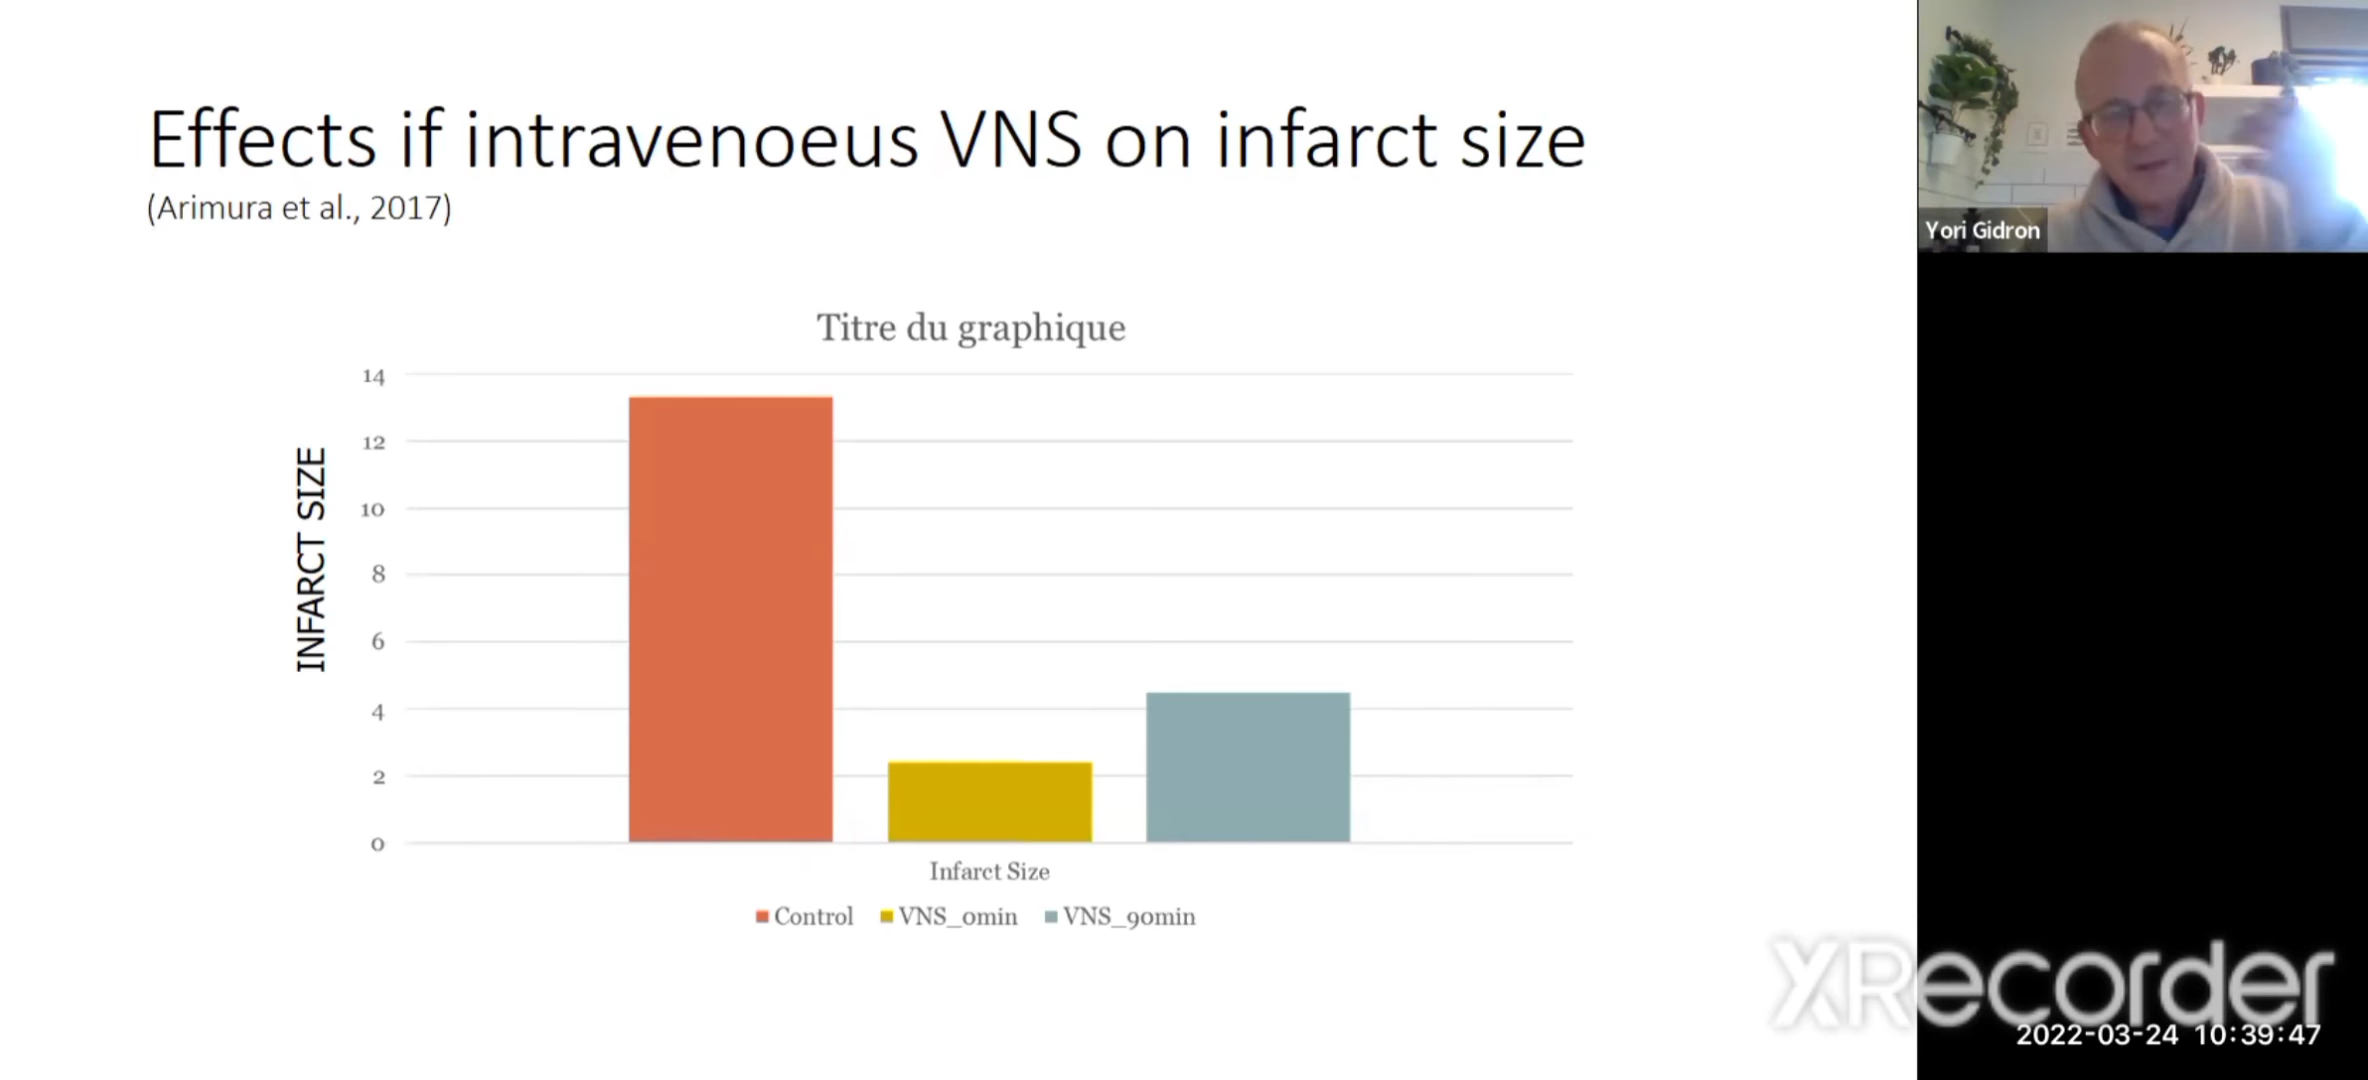 Effects if intravenoeus VNS on infarct size
(Arimura et al., 2017)
Yori Gidron
Titre du graphique
INFARCT SIZE
14
12
10
8
6
4
2
0
Infarct Size
Control VNS_0min VNS_90min
XRecorder
2022-03-24 10:39:47